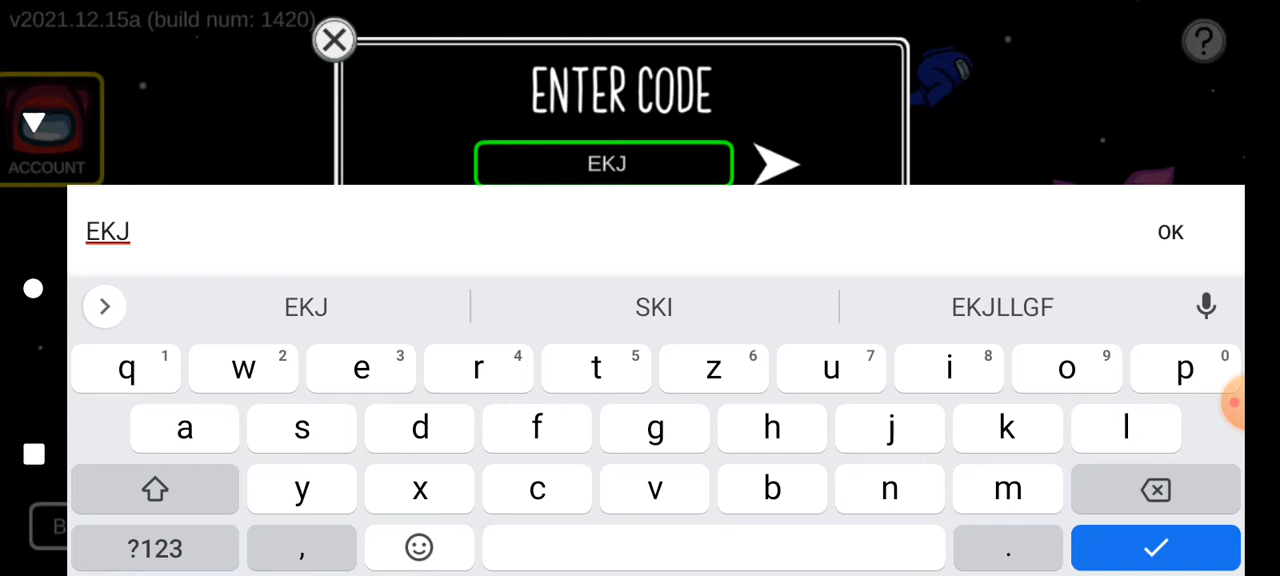 v2021.12.15a (build num: 1420)
?
ENTER CODE
ACCOUNT
EKJ
EKJ OK
EKJ SKI EKJLLGF
q 1 w 2 e 3 r 4 t 5 z 6 u 7 i 8 o 9 p 0
a s d f g h j k l
y x c v b n m
B
?123 , .